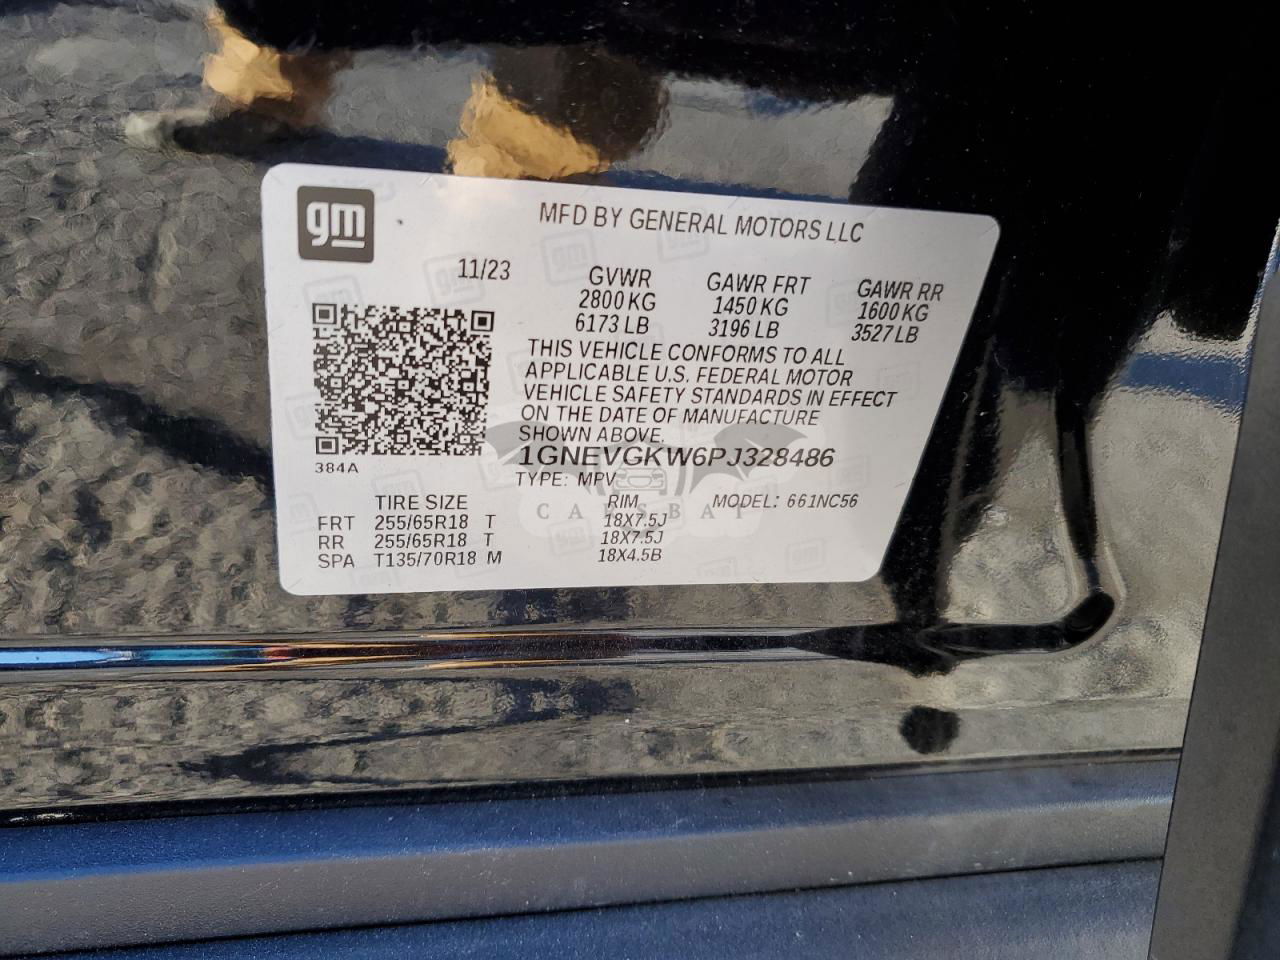 gm
MFD BY GENERAL MOTORS LLC
11/23
GVWR GAWR FRT GAWR RR
2800 KG 1450 KG 1600 KG
6173 LB 3196 LB 3527 LB
THIS VEHICLE CONFORMS TO ALL
APPLICABLE U.S. FEDERAL MOTOR
VEHICLE SAFETY STANDARDS IN EFFECT
ON THE DATE OF MANUFACTURE
SHOWN ABOVE.
1GNEVGKW6PJ328486
384A
TYPE: MPV
MODEL: 661NC56
TIRE SIZE RIM
FRT 255/65R18 T 18X7.5J
RR 255/65R18 T 18X7.5J
SPA T135/70R18 M 18X4.5B
CARSBAT